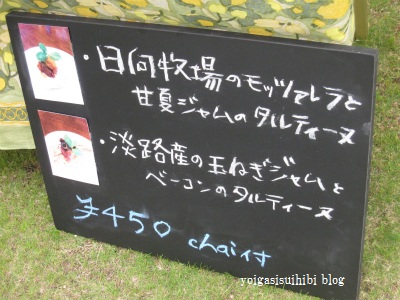 ・日向牧場のモッツァレラと
甘夏ジャムのタルティーヌ
・淡路産の玉ねぎジャムと
ベーコンのタルティーヌ
¥450 chai付
yoigasisuihibi blog